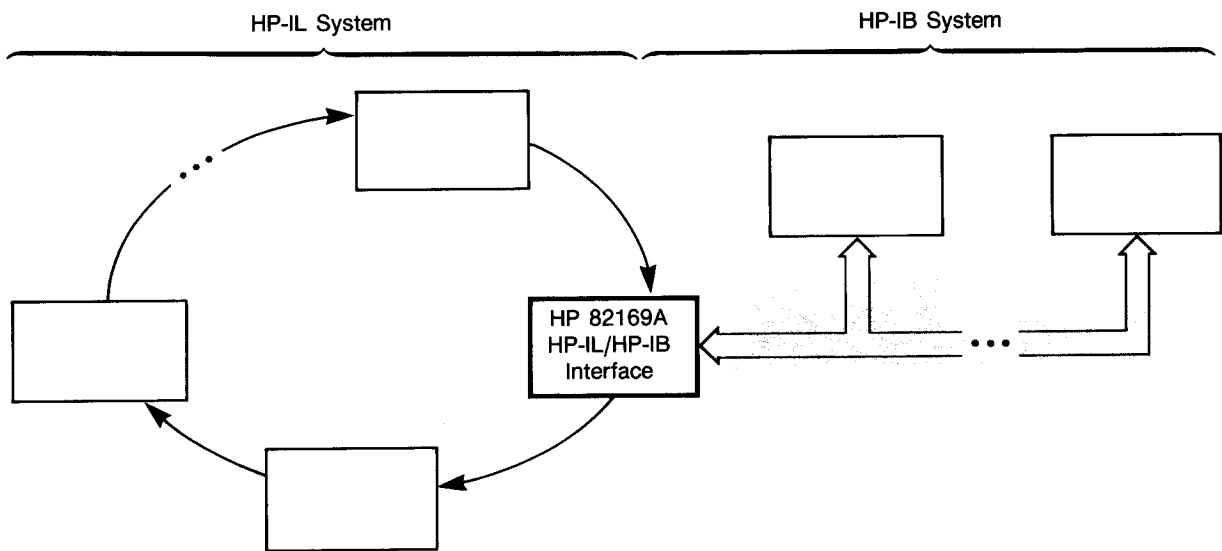 HP-IL System
HP-IB System
HP 82169A
HP-IL/HP-IB
Interface